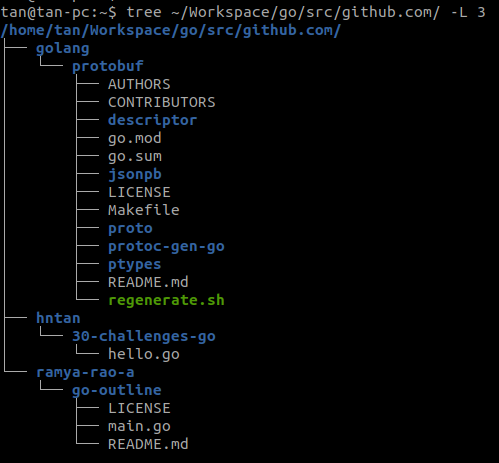 tan@tan-pc:~$ tree ~/Workspace/go/src/github.com/ -L 3
/home/tan/Workspace/go/src/github.com/
├── golang
│   └── protobuf
│       ├── AUTHORS
│       ├── CONTRIBUTORS
│       ├── descriptor
│       ├── go.mod
│       ├── go.sum
│       ├── jsonpb
│       ├── LICENSE
│       ├── Makefile
│       ├── proto
│       ├── protoc-gen-go
│       ├── ptypes
│       ├── README.md
│       └── regenerate.sh
├── hntan
│   └── 30-challenges-go
│       └── hello.go
└── ramya-rao-a
    └── go-outline
        ├── LICENSE
        ├── main.go
        └── README.md